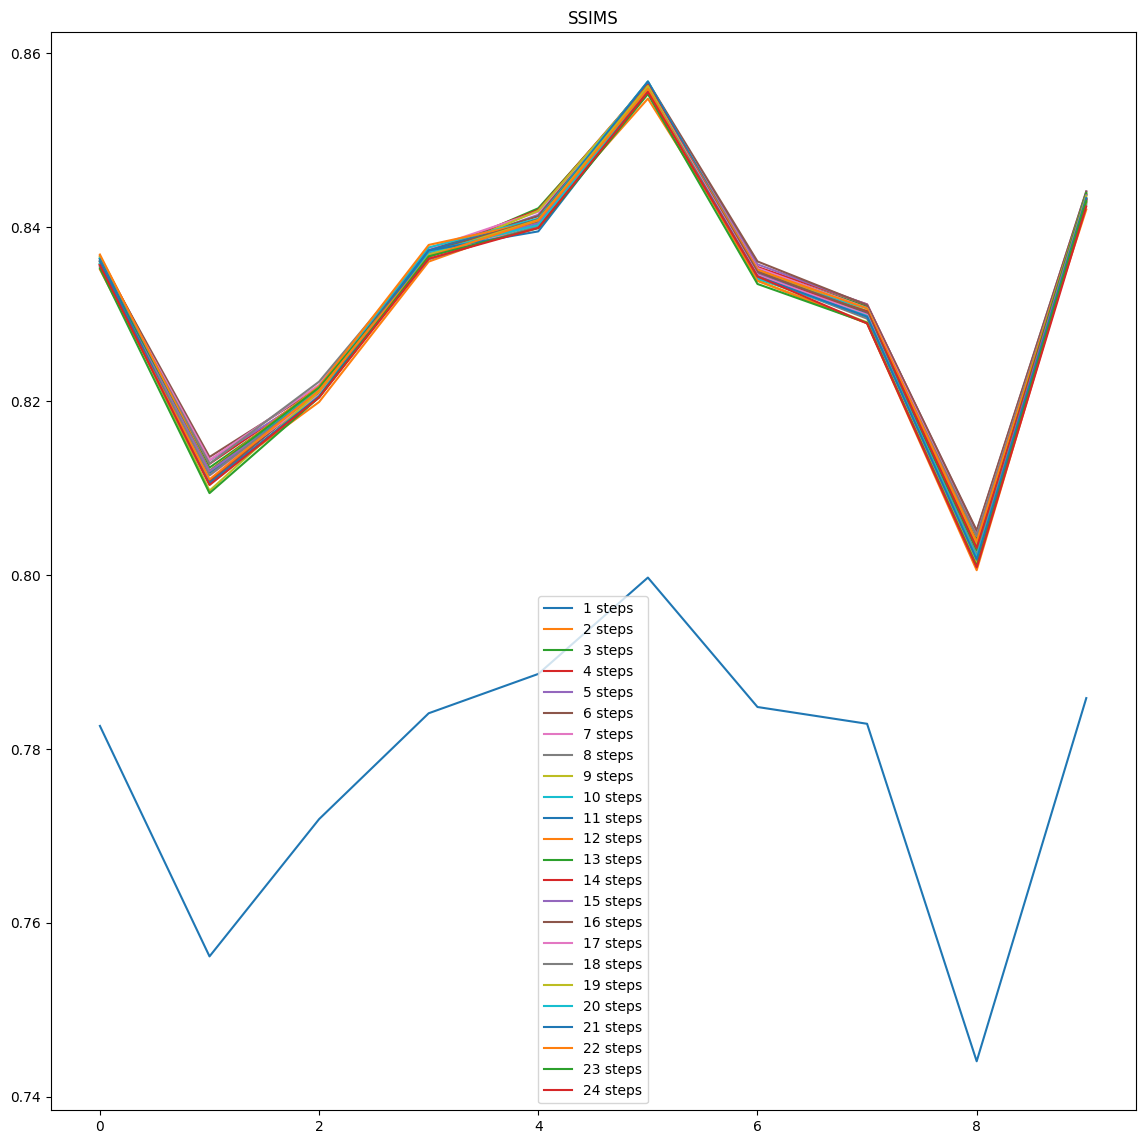 SSIMS
0.86
0.84
0.82
0.80
0.78
0.76
0.74
1 steps
2 steps
3 steps
4 steps
5 steps
6 steps
7 steps
8 steps
9 steps
10 steps
11 steps
12 steps
13 steps
14 steps
15 steps
16 steps
17 steps
18 steps
19 steps
20 steps
21 steps
22 steps
23 steps
24 steps
0 2 4 6 8